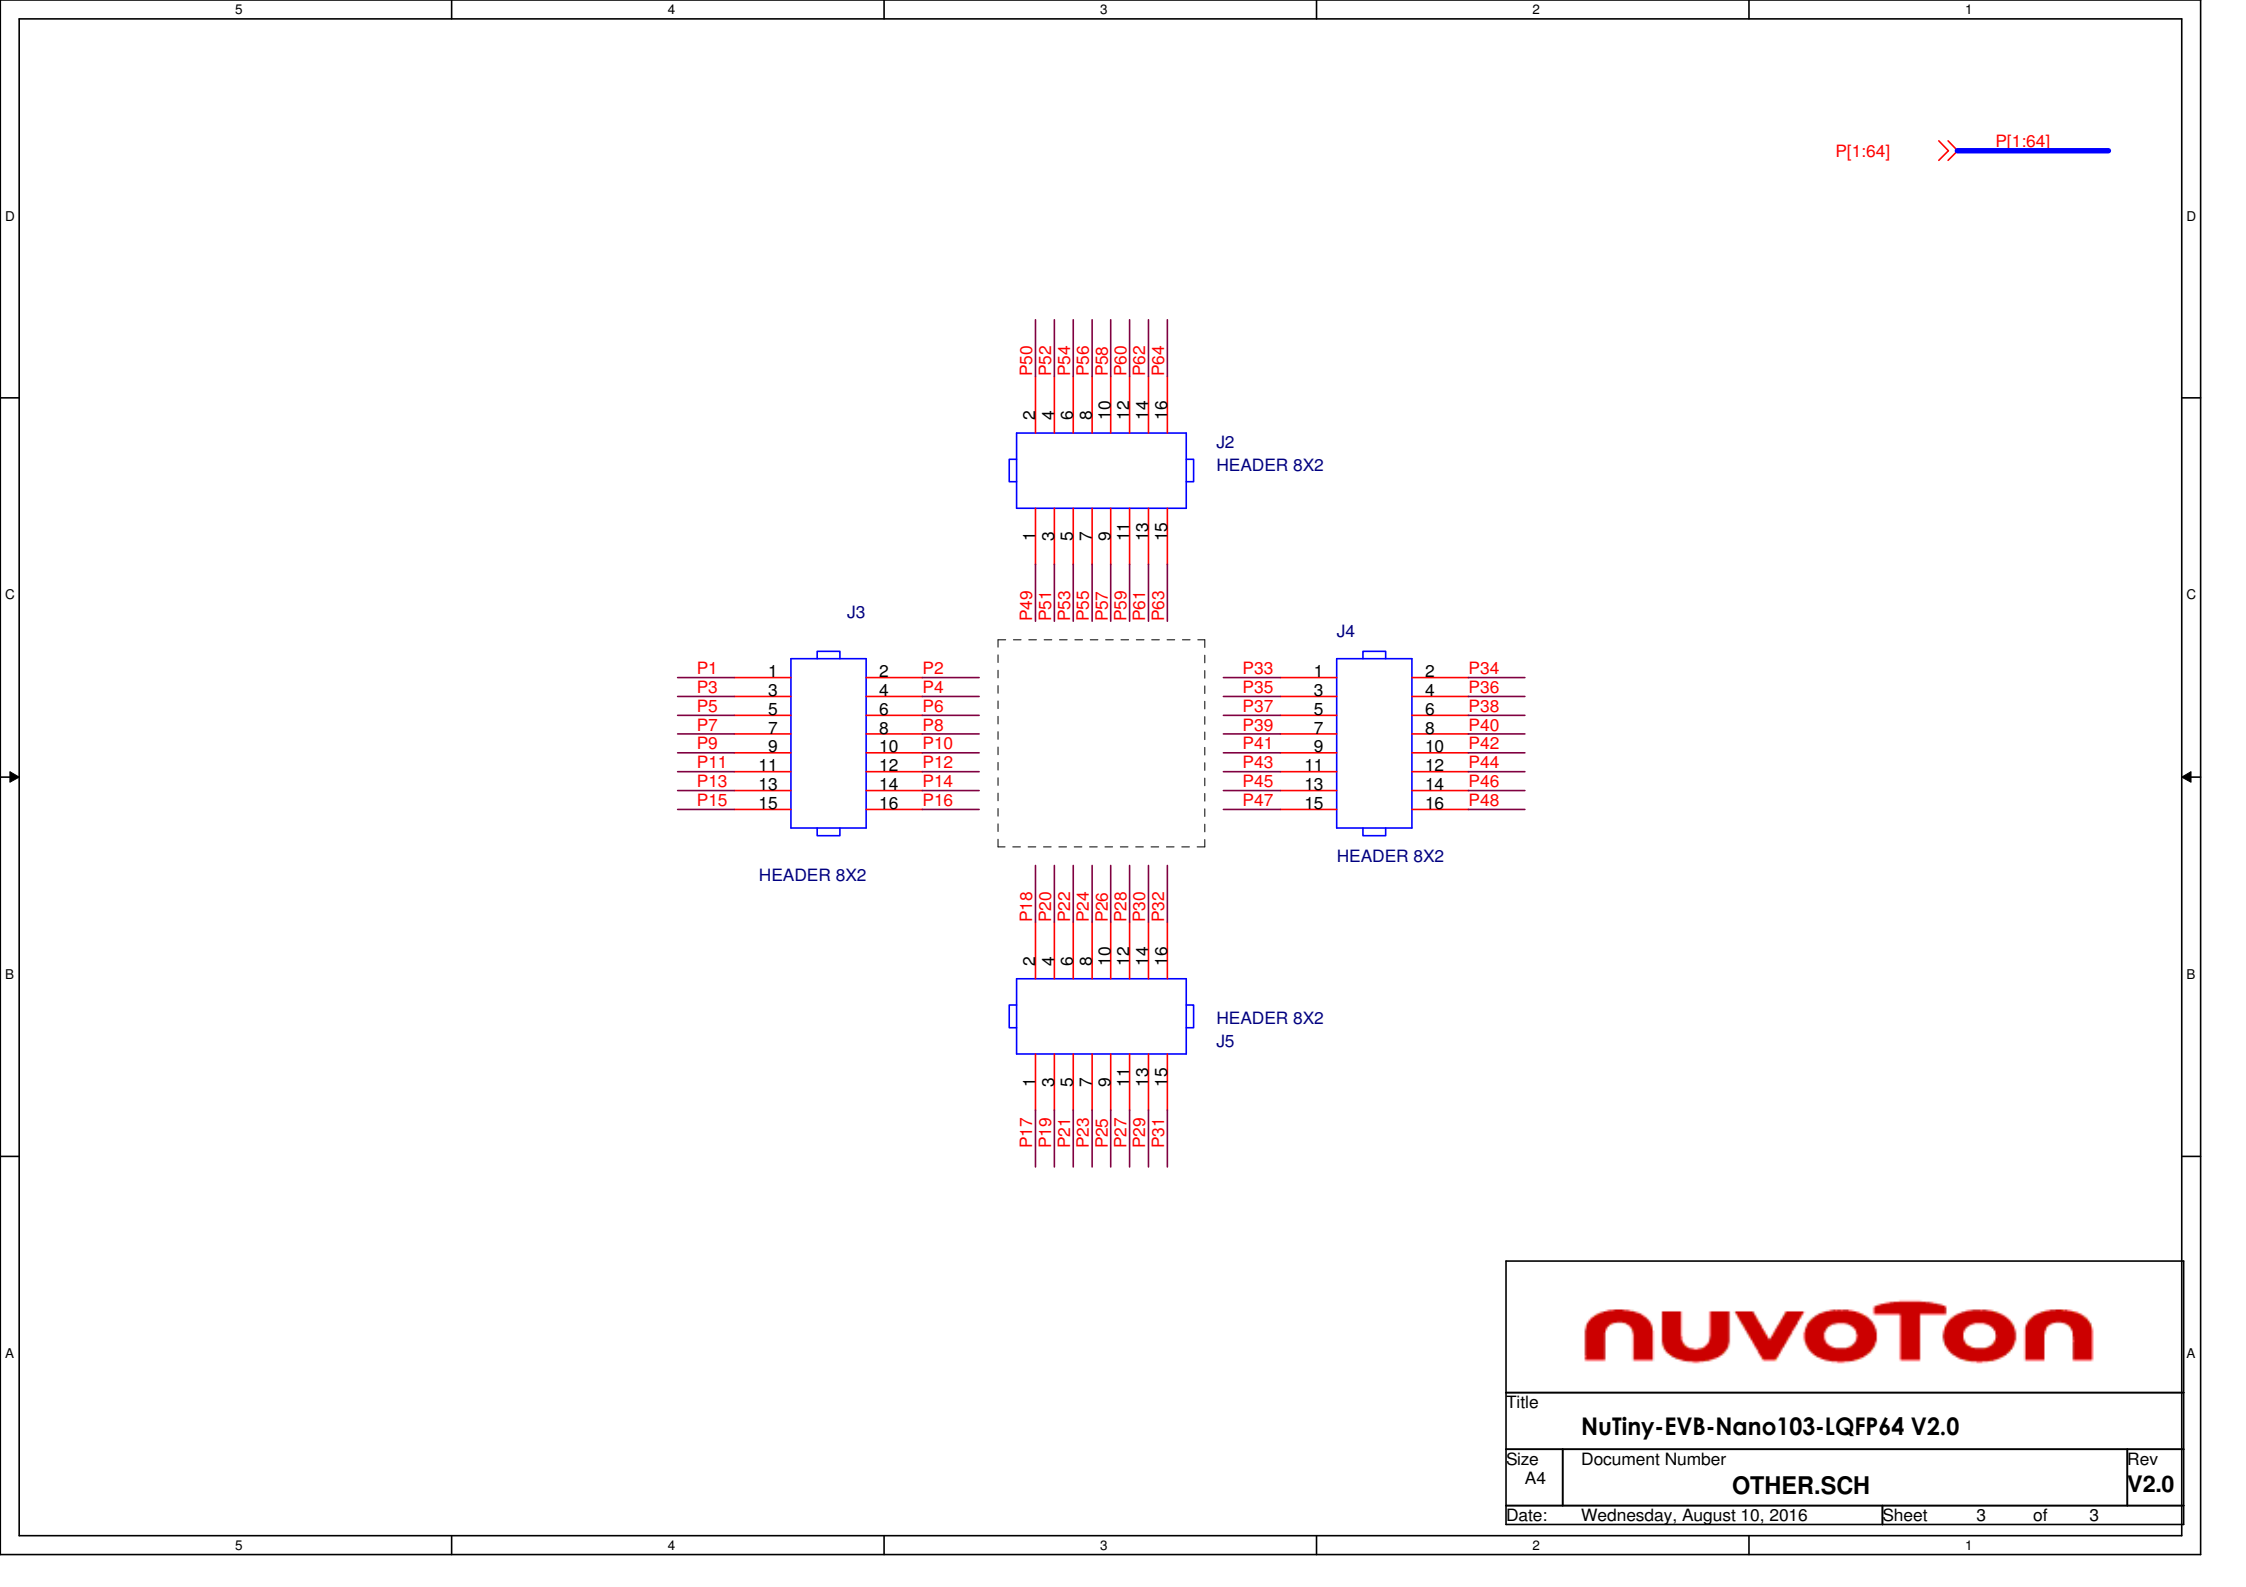 5 4 3 2 1
P[1:64] P[1:64]
D D
P50 P52 P54 P56 P58 P60 P62 P64
2 4 6 8 10 12 14 16
J2
HEADER 8X2
1 3 5 7 9 11 13 15
P49 P51 P53 P55 P57 P59 P61 P63
C C
J3
J4
P1 1 2 P2 P33 1 2 P34
P3 3 4 P4 P35 3 4 P36
P5 5 6 P6 P37 5 6 P38
P7 7 8 P8 P39 7 8 P40
P9 9 10 P10 P41 9 10 P42
P11 11 12 P12 P43 11 12 P44
P13 13 14 P14 P45 13 14 P46
P15 15 16 P16 P47 15 16 P48
HEADER 8X2
HEADER 8X2
P18 P20 P22 P24 P26 P28 P30 P32
2 4 6 8 10 12 14 16
B B
HEADER 8X2
J5
1 3 5 7 9 11 13 15
P17 P19 P21 P23 P25 P27 P29 P31
A A
nuvoTon
Title
NuTiny-EVB-Nano103-LQFP64 V2.0
Size Document Number Rev
A4 OTHER.SCH V2.0
Date: Wednesday, August 10, 2016 Sheet 3 of 3
5 4 3 2 1